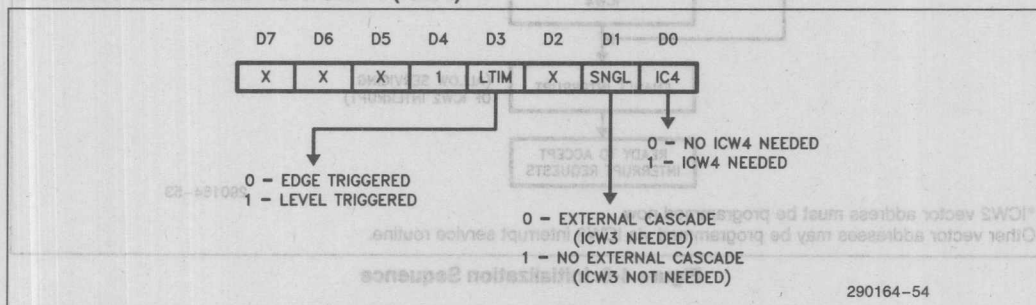 D7 D6 D5 D4 D3 D2 D1 D0
X X X 1 LTIM X SNGL IC4
0 – NO ICW4 NEEDED
1 – ICW4 NEEDED
0 – EDGE TRIGGERED
1 – LEVEL TRIGGERED
0 – EXTERNAL CASCADE
(ICW3 NEEDED)
1 – NO EXTERNAL CASCADE
(ICW3 NOT NEEDED)
290164–54